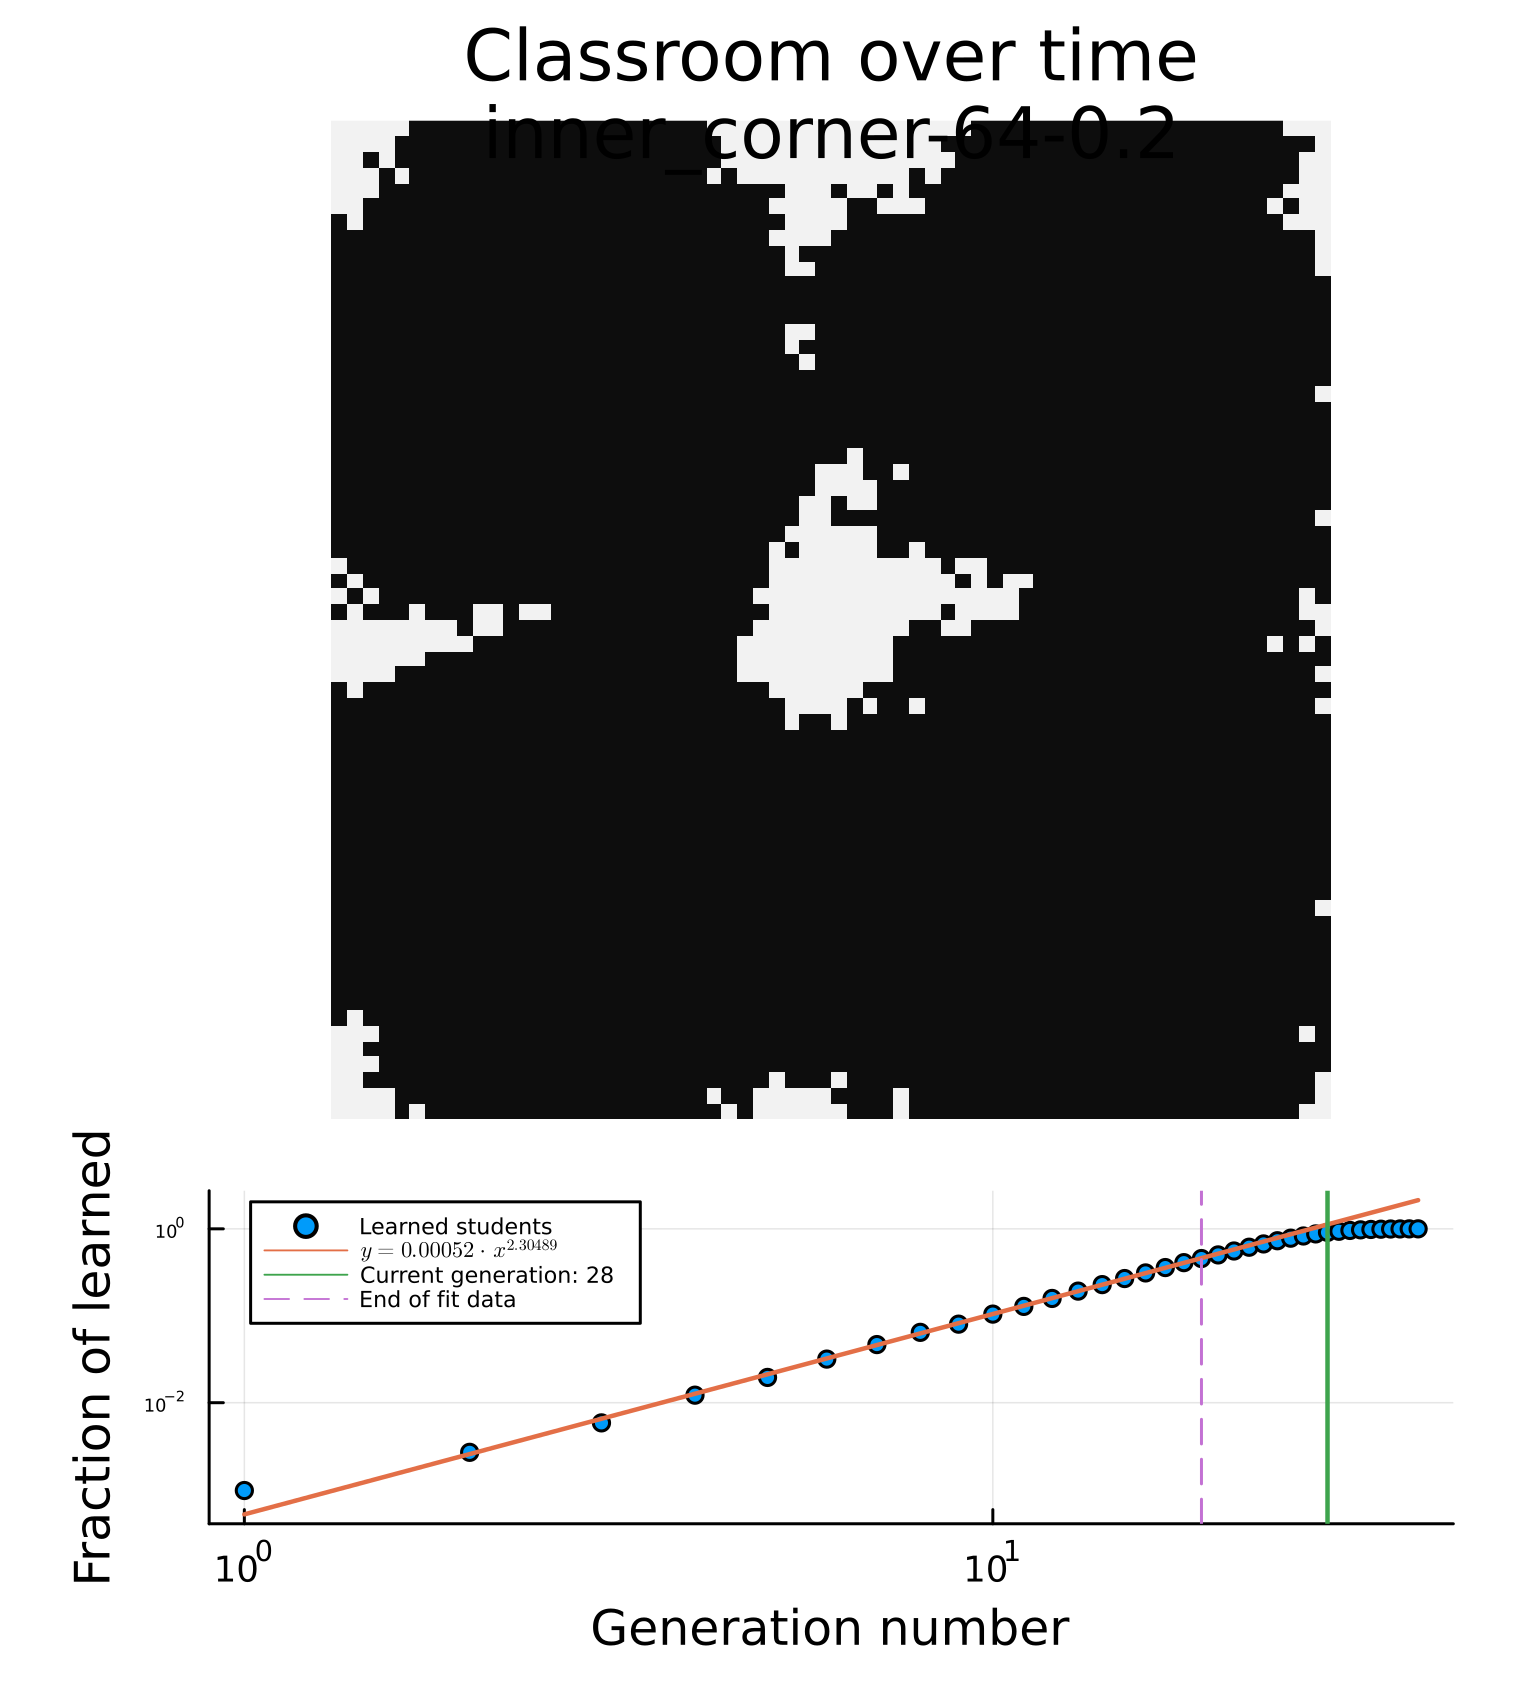 Classroom over time
inner_corner-64-0.2
Fraction of learned
10⁰
10⁻²
Learned students
y = 0.00052 · x^2.30489
Current generation: 28
End of fit data
10⁰
10¹
Generation number